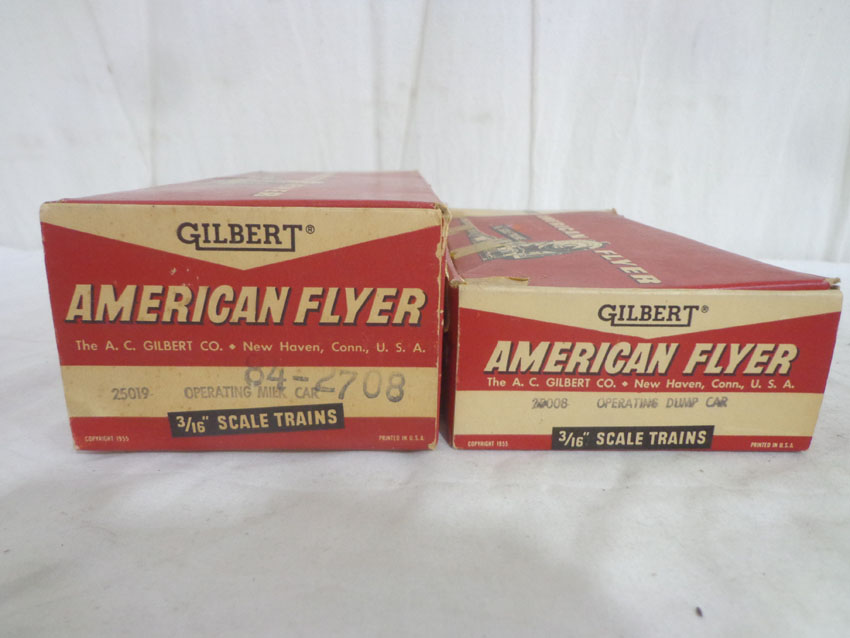 GILBERT®
AMERICAN FLYER
The A. C. GILBERT CO. • New Haven, Conn., U. S. A.
84-2708
25019- OPERATING MILK CAR
3/16" SCALE TRAINS
COPYRIGHT 1955
PRINTED IN U.S.A.
AMERICAN FLYER
GILBERT®
AMERICAN FLYER
The A. C. GILBERT CO. • New Haven, Conn., U. S. A.
OPERATING DUMP CAR
3/16" SCALE TRAINS
COPYRIGHT 1955
PRINTED IN U.S.A.